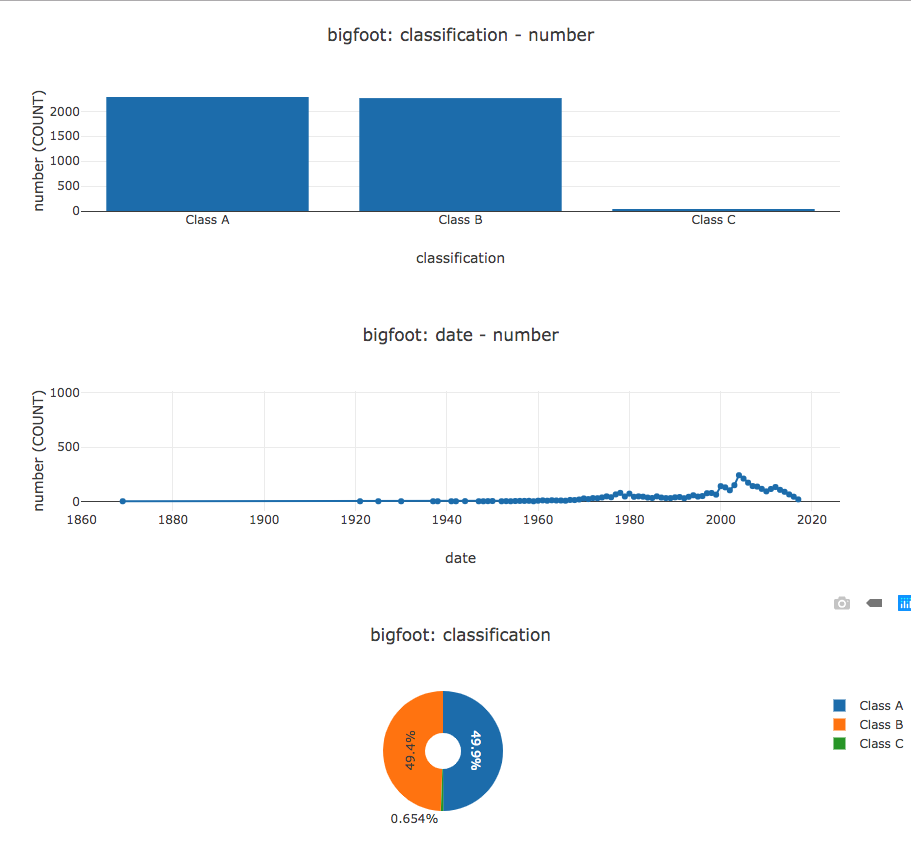 bigfoot: classification - number
number (COUNT)
2000
1500
1000
500
0
Class A Class B Class C
classification
bigfoot: date - number
number (COUNT)
1000
500
0
1860 1880 1900 1920 1940 1960 1980 2000 2020
date
bigfoot: classification
Class A
Class B
Class C
49.4% 49.9%
0.654%